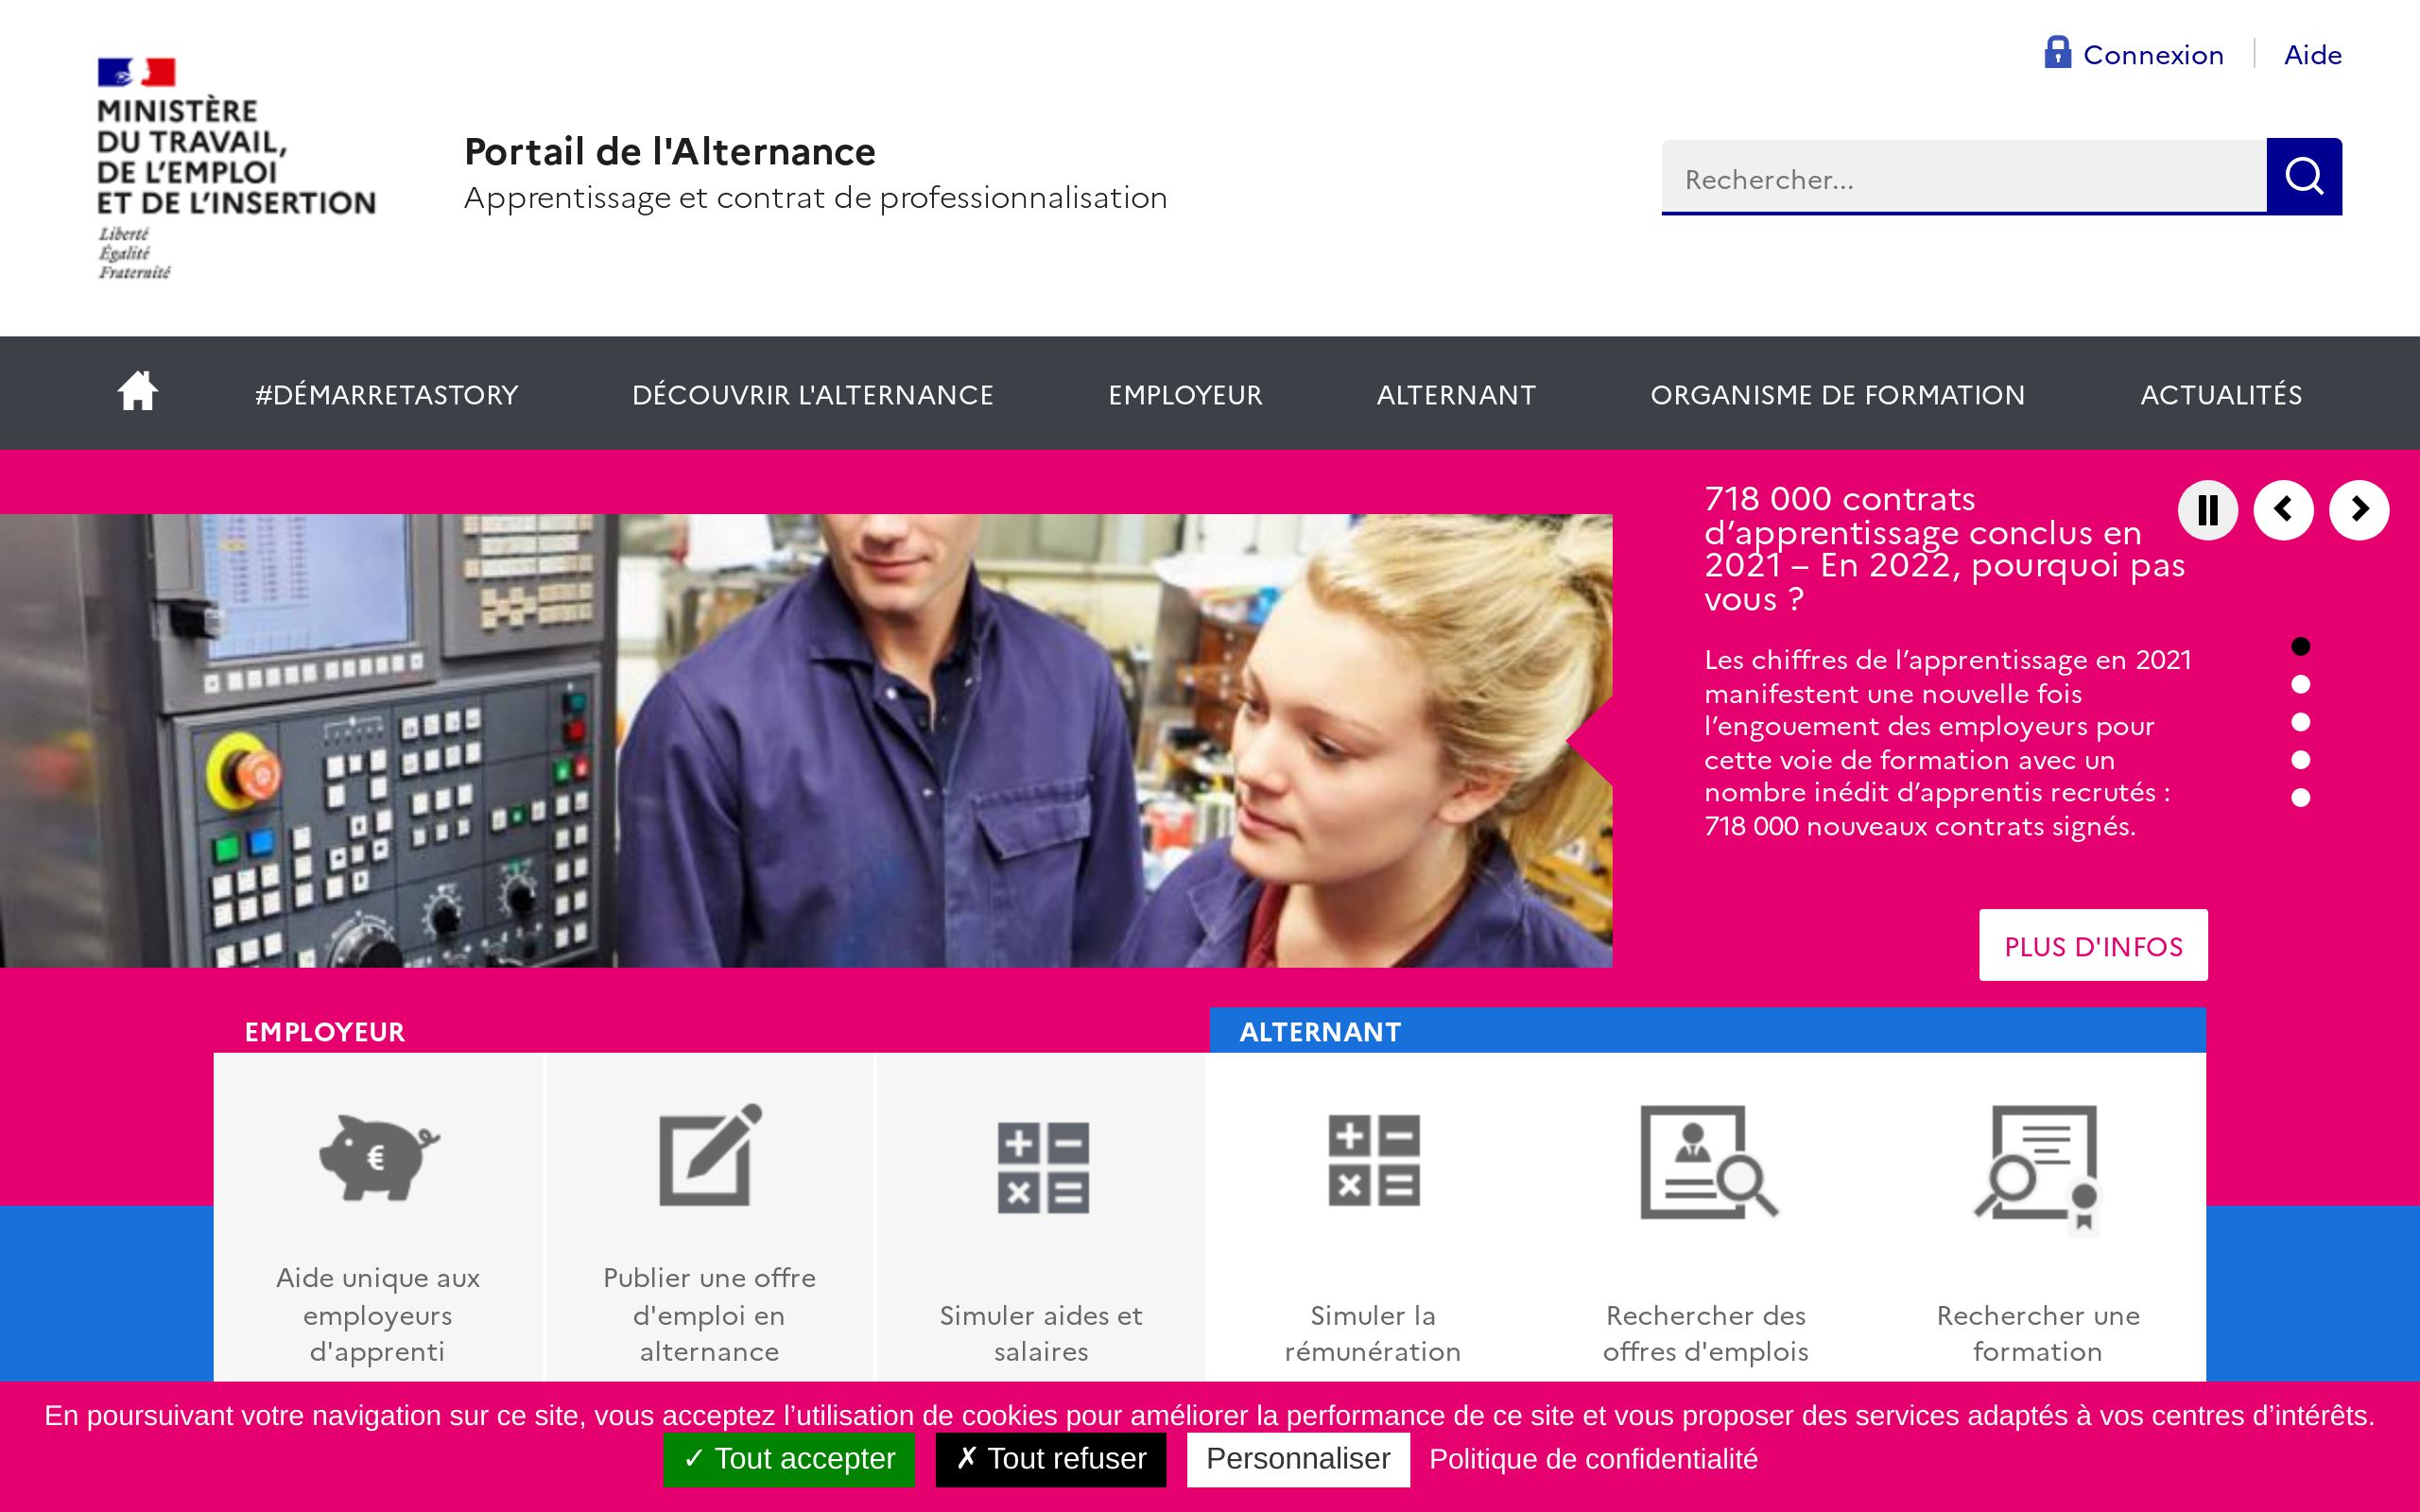 Connexion
Aide
MINISTÈRE
DU TRAVAIL,
DE L'EMPLOI
ET DE L'INSERTION
Liberté
Égalité
Fraternité
Portail de l'Alternance
Apprentissage et contrat de professionnalisation
Rechercher...
#DÉMARRETASTORY
DÉCOUVRIR L'ALTERNANCE
EMPLOYEUR
ALTERNANT
ORGANISME DE FORMATION
ACTUALITÉS
718 000 contrats
d’apprentissage conclus en
2021 – En 2022, pourquoi pas
vous ?
Les chiffres de l’apprentissage en 2021
manifestent une nouvelle fois
l’engouement des employeurs pour
cette voie de formation avec un
nombre inédit d’apprentis recrutés :
718 000 nouveaux contrats signés.
PLUS D'INFOS
EMPLOYEUR
Aide unique aux
employeurs
d'apprenti
Publier une offre
d'emploi en
alternance
Simuler aides et
salaires
ALTERNANT
Simuler la
rémunération
Rechercher des
offres d'emplois
Rechercher une
formation
En poursuivant votre navigation sur ce site, vous acceptez l’utilisation de cookies pour améliorer la performance de ce site et vous proposer des services adaptés à vos centres d’intérêts.
✓ Tout accepter
✗ Tout refuser
Personnaliser
Politique de confidentialité